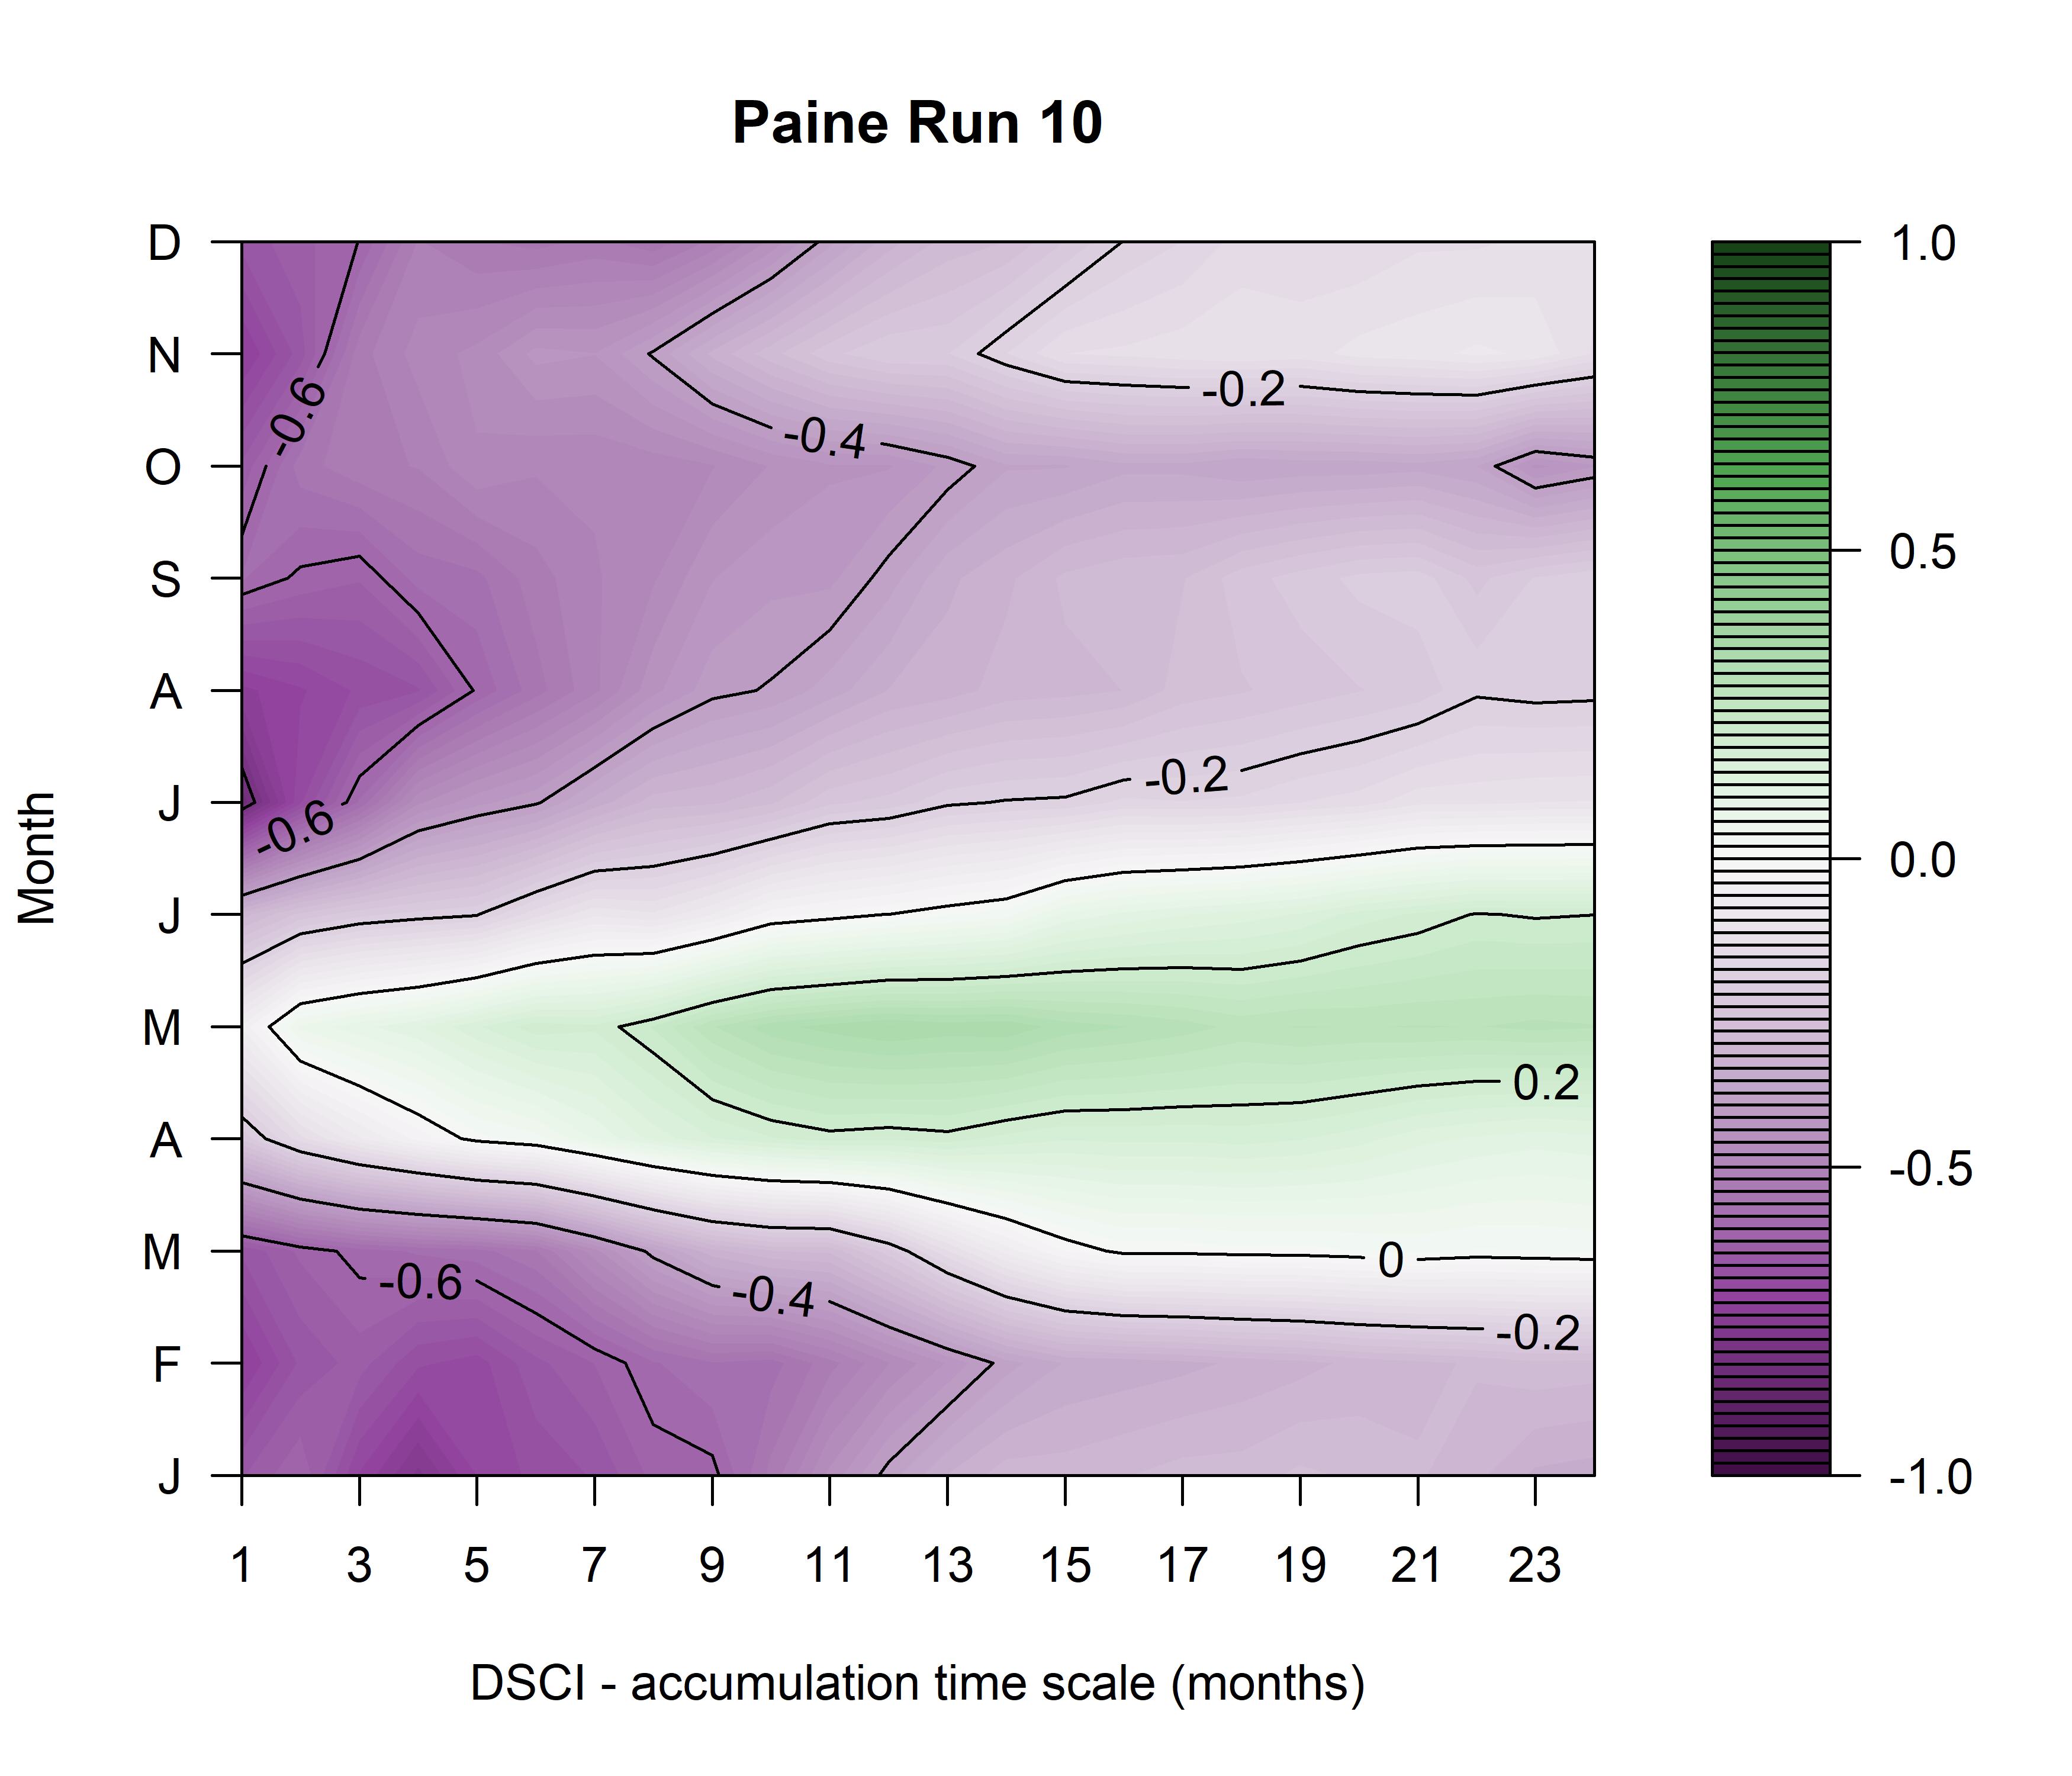 Paine Run 10
D
N
O
S
A
J
J
M
A
M
F
J
Month
-0.6
-0.4
-0.2
-0.2
-0.6
0.2
0
-0.6
-0.4
-0.2
1 3 5 7 9 11 13 15 17 19 21 23
DSCI - accumulation time scale (months)
1.0
0.5
0.0
-0.5
-1.0